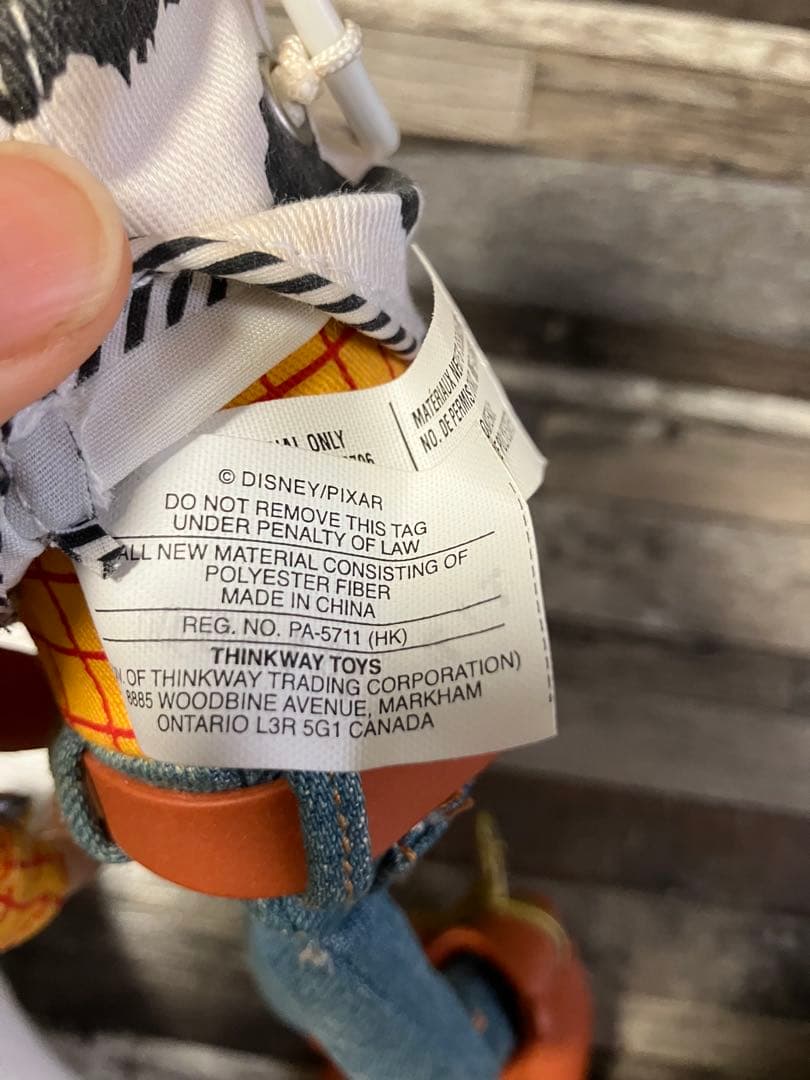 ONLY
MATÉRIAUX
NO. DE PERMIS
© DISNEY/PIXAR
DO NOT REMOVE THIS TAG
UNDER PENALTY OF LAW
ALL NEW MATERIAL CONSISTING OF
POLYESTER FIBER
MADE IN CHINA
REG. NO. PA-5711 (HK)
THINKWAY TOYS
OF THINKWAY TRADING CORPORATION)
8885 WOODBINE AVENUE, MARKHAM
ONTARIO L3R 5G1 CANADA